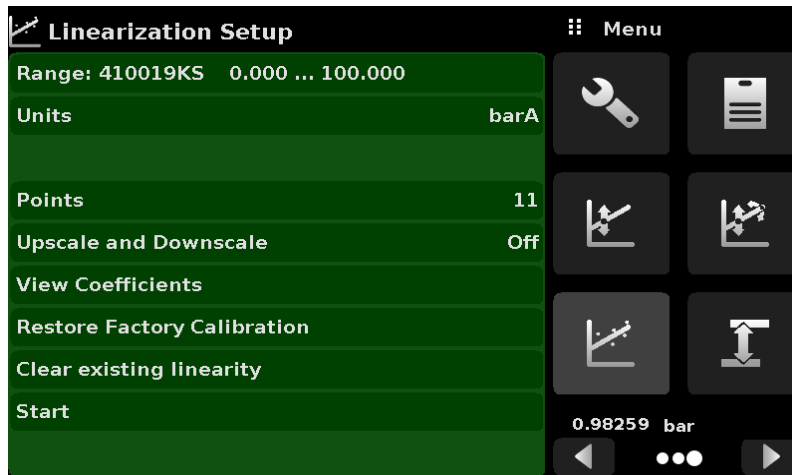 Linearization Setup
Menu
Range: 410019KS 0.000 ... 100.000
Units barA
Points 11
Upscale and Downscale Off
View Coefficients
Restore Factory Calibration
Clear existing linearity
Start
0.98259 bar